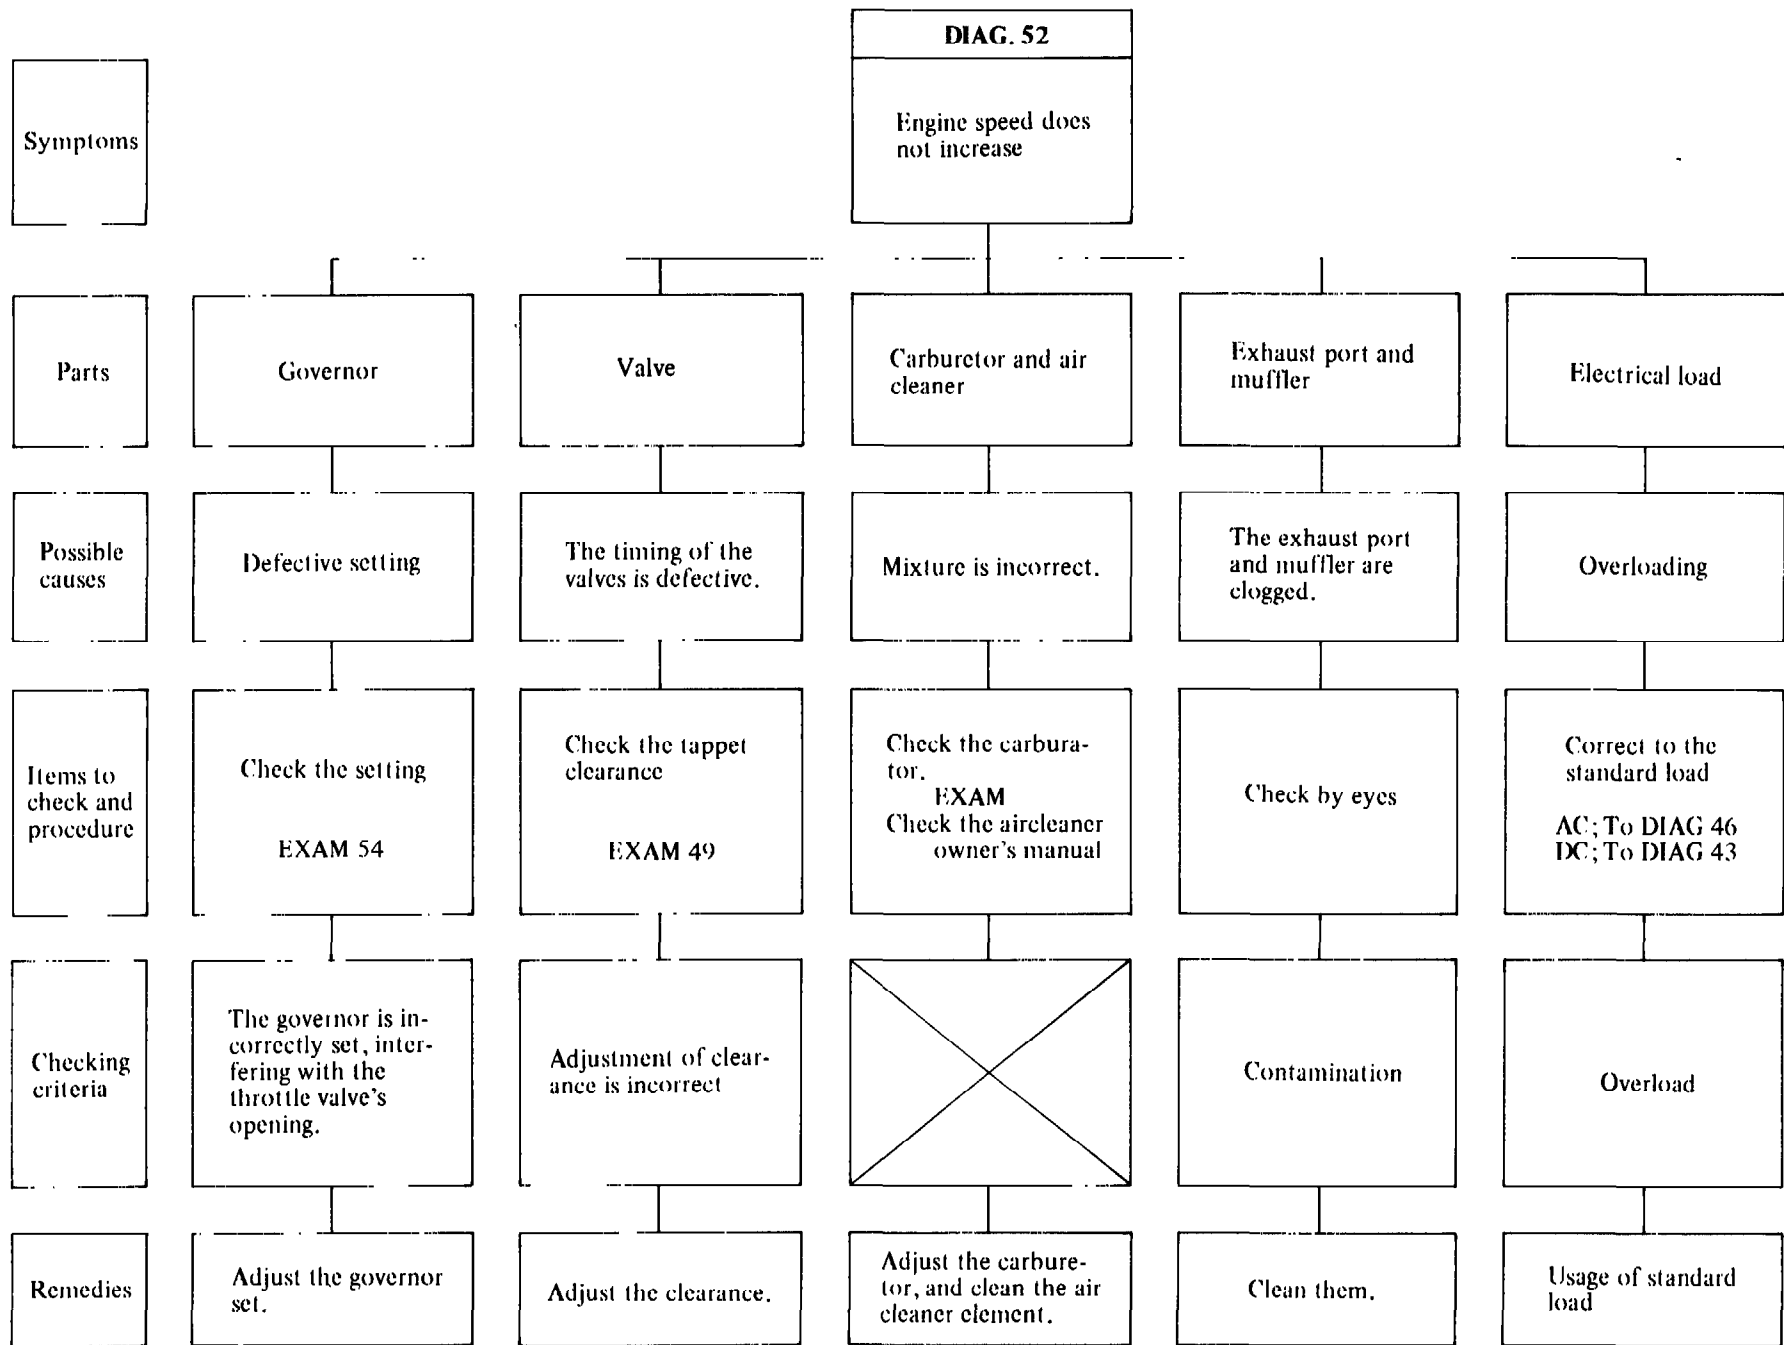 DIAG. 52
Symptoms
Engine speed does
not increase
Parts
Governor
Valve
Carburetor and air
cleaner
Exhaust port and
muffler
Electrical load
Possible
causes
Defective setting
The timing of the
valves is defective.
Mixture is incorrect.
The exhaust port
and muffler are
clogged.
Overloading
Items to
check and
procedure
Check the setting
EXAM 54
Check the tappet
clearance
EXAM 49
Check the carbura-
tor.
EXAM
Check the aircleaner
owner's manual
Check by eyes
Correct to the
standard load
AC; To DIAG 46
DC; To DIAG 43
Checking
criteria
The governor is in-
correctly set, inter-
fering with the
throttle valve's
opening.
Adjustment of clear-
ance is incorrect
Contamination
Overload
Remedies
Adjust the governor
set.
Adjust the clearance.
Adjust the carbure-
tor, and clean the air
cleaner element.
Clean them.
Usage of standard
load